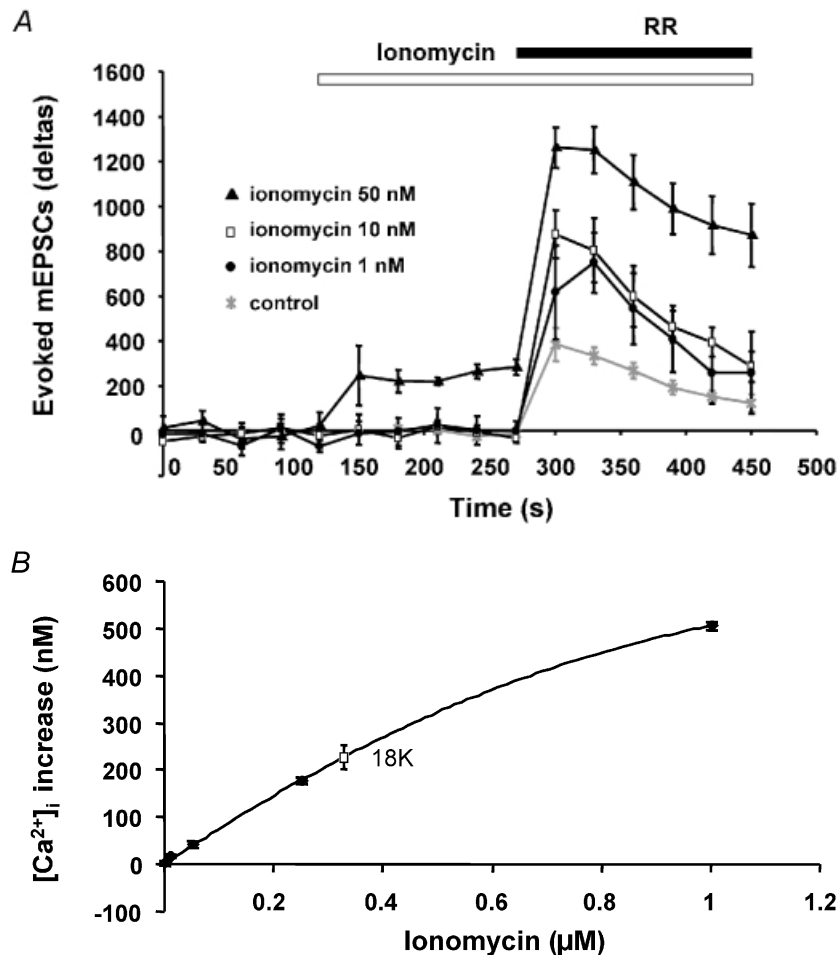 A
RR
Ionomycin
1600
1400
1200
1000
800
600
400
200
0
Evoked mEPSCs (deltas)
ionomycin 50 nM
ionomycin 10 nM
ionomycin 1 nM
control
0 50 100 150 200 250 300 350 400 450 500
Time (s)
B
600
500
400
300
200
100
0
-100
[Ca²⁺]ᵢ increase (nM)
18K
0.2 0.4 0.6 0.8 1 1.2
Ionomycin (µM)